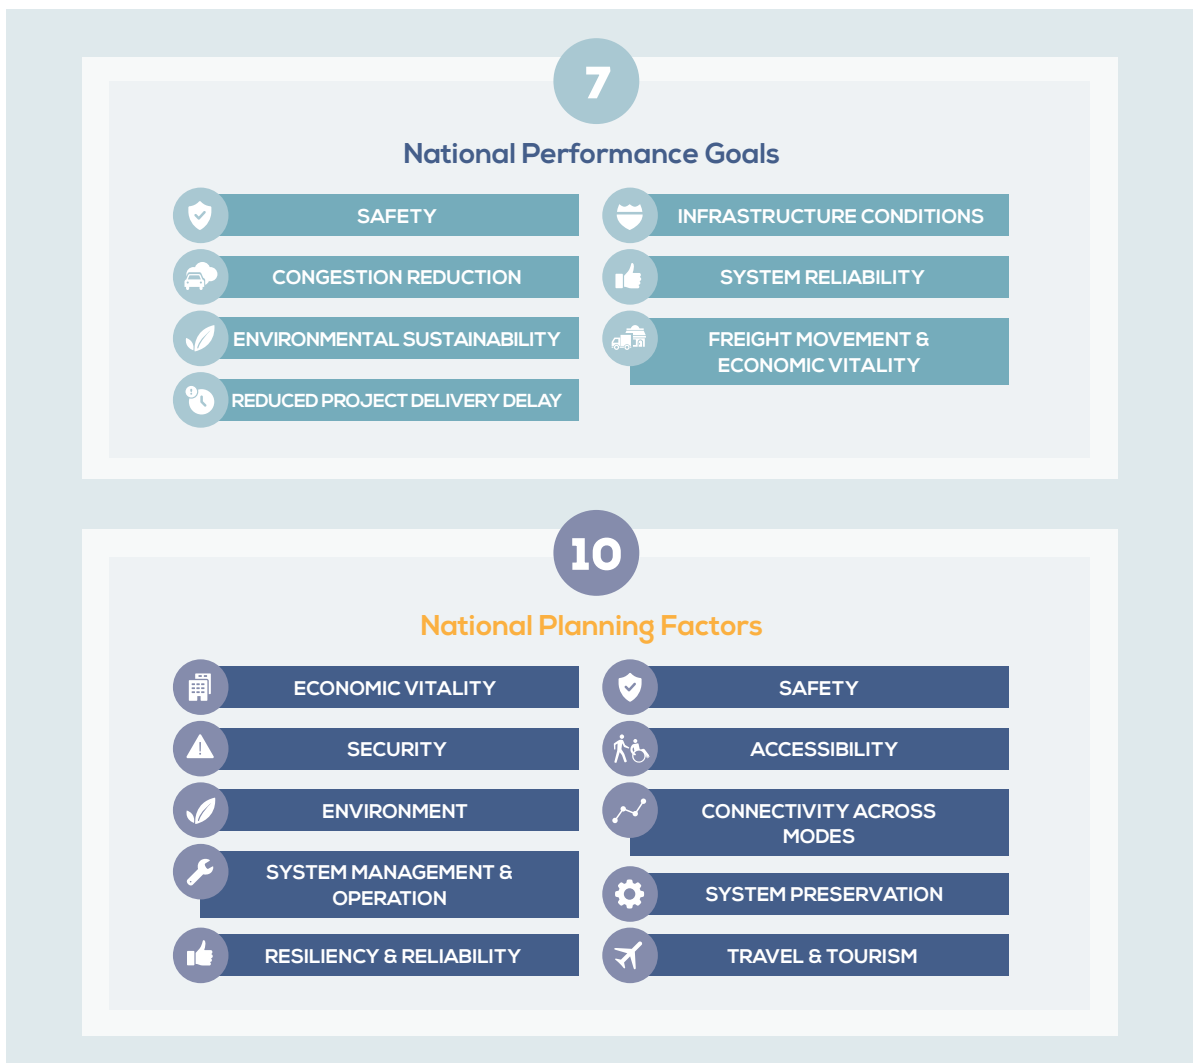 7
National Performance Goals
SAFETY
INFRASTRUCTURE CONDITIONS
CONGESTION REDUCTION
SYSTEM RELIABILITY
ENVIRONMENTAL SUSTAINABILITY
FREIGHT MOVEMENT &
ECONOMIC VITALITY
REDUCED PROJECT DELIVERY DELAY
10
National Planning Factors
ECONOMIC VITALITY
SAFETY
SECURITY
ACCESSIBILITY
ENVIRONMENT
CONNECTIVITY ACROSS
MODES
SYSTEM MANAGEMENT &
OPERATION
SYSTEM PRESERVATION
RESILIENCY & RELIABILITY
TRAVEL & TOURISM